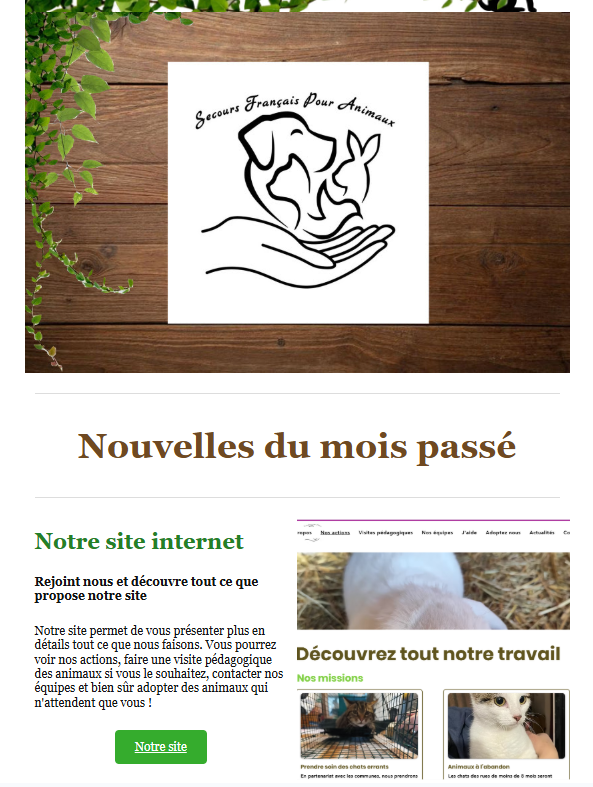 Secours Français Pour Animaux
Nouvelles du mois passé
Notre site internet
Rejoint nous et découvre tout ce que
propose notre site
Notre site permet de vous présenter plus en
détails tout ce que nous faisons. Vous pourrez
voir nos actions, faire une visite pédagogique
des animaux si vous le souhaitez, contacter nos
équipes et bien sûr adopter des animaux qui
n'attendent que vous !
Notre site
ropos Nos actions Visites pédagogiques Nos équipes J'aide Adoptez nous Actualités Co
Découvrez tout notre travail
Nos missions
Prendre soin des chats errants
En partenariat avec les communes, nous prendrons
Animaux à l'abandon
Les chats des rues de moins de 8 mois seront